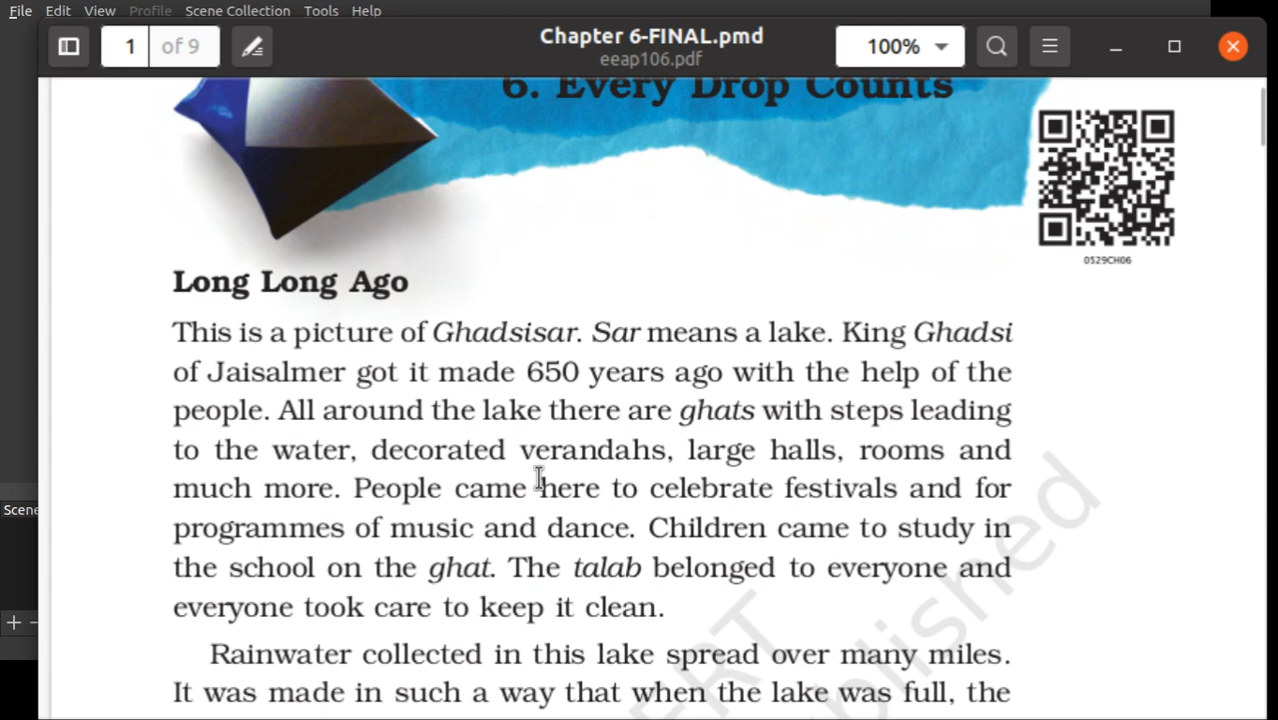 File Edit View Profile Scene Collection Tools Help
1 of 9
Chapter 6-FINAL.pmd
eeap106.pdf
100%
6. Every Drop Counts
0529CH06
Long Long Ago
This is a picture of Ghadsisar. Sar means a lake. King Ghadsi
of Jaisalmer got it made 650 years ago with the help of the
people. All around the lake there are ghats with steps leading
to the water, decorated verandahs, large halls, rooms and
much more. People came here to celebrate festivals and for
programmes of music and dance. Children came to study in
the school on the ghat. The talab belonged to everyone and
everyone took care to keep it clean.
Rainwater collected in this lake spread over many miles.
It was made in such a way that when the lake was full, the
Scene